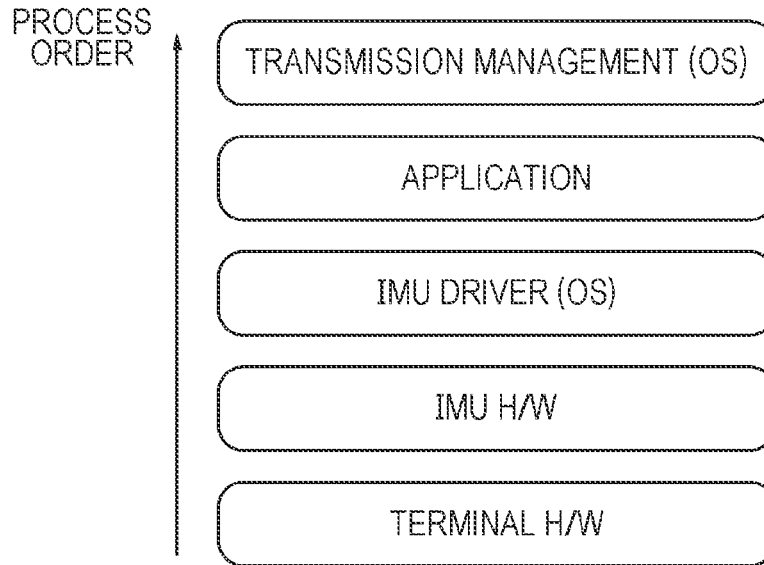 PROCESS
ORDER
TRANSMISSION MANAGEMENT (OS)
APPLICATION
IMU DRIVER (OS)
IMU H/W
TERMINAL H/W